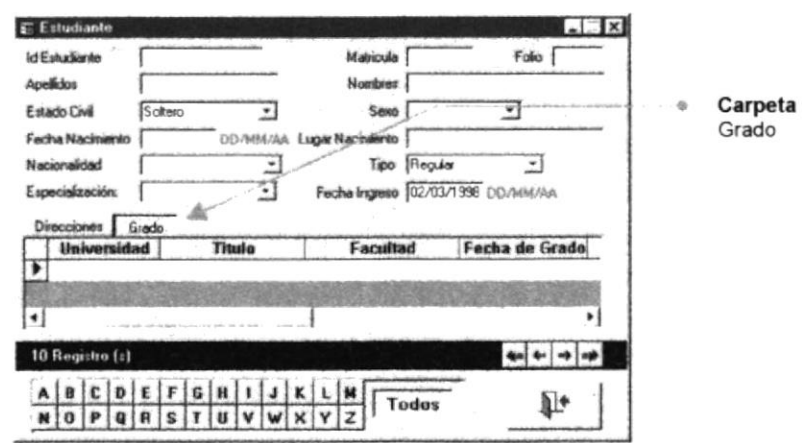 Estudiante
Id Estudiante Matricula Folio
Apellidos Nombres
Estado Civil Soltero Sexo
Fecha Nacimiento DD/MM/AA Lugar Nacimiento
Nacionalidad Tipo Regular
Especialización: Fecha Ingreso 02/03/1998 DD/MM/AA
Carpeta
Grado
Direcciones Grado
Universidad Titulo Facultad Fecha de Grado
10 Registro (s)
A B C D E F G H I J K L M
N O P Q R S T U V W X Y Z
Todos